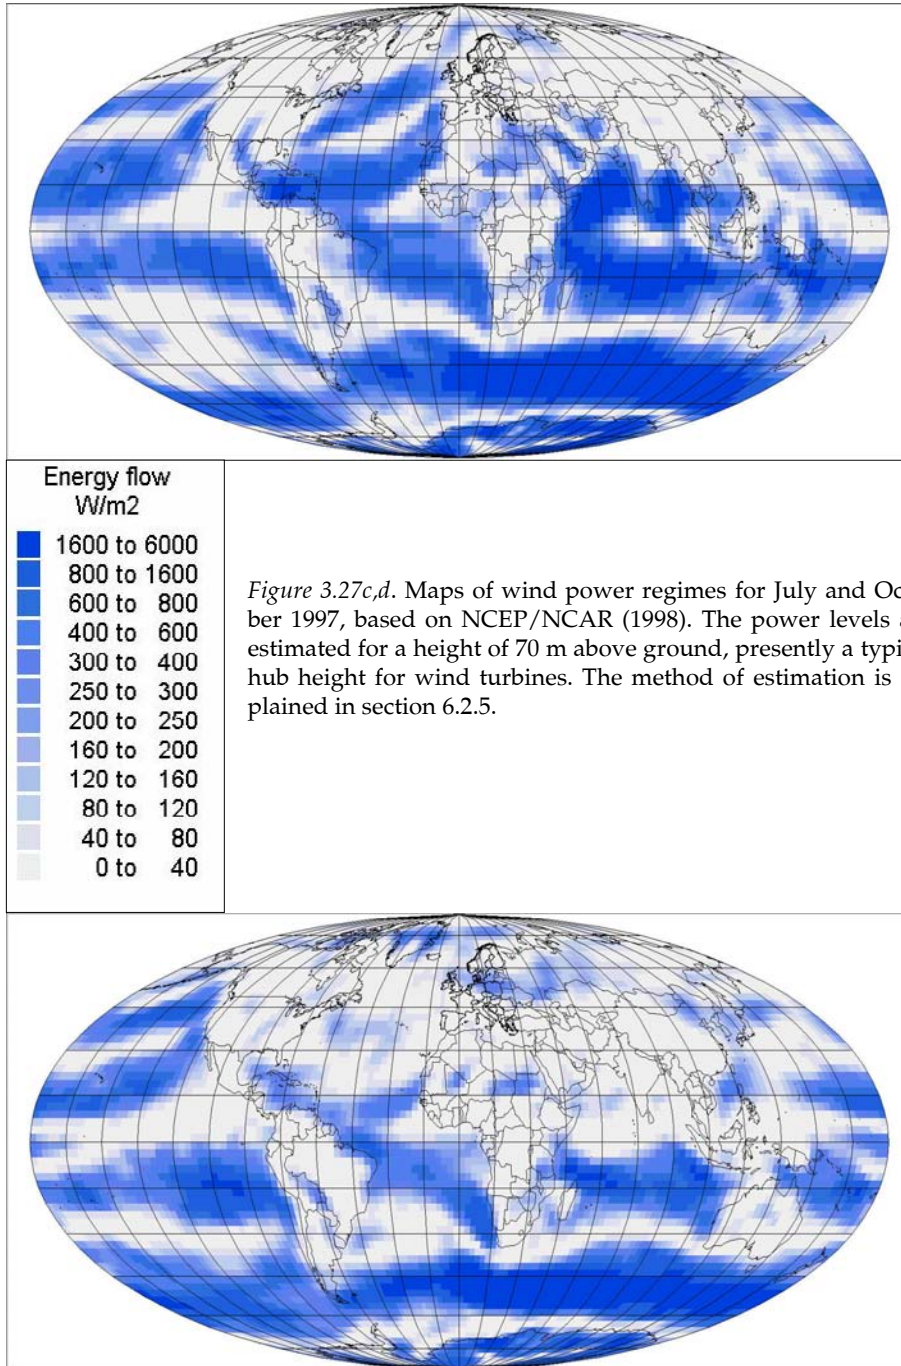 Energy flow
W/m2
1600 to 6000
800 to 1600
600 to 800
400 to 600
300 to 400
250 to 300
200 to 250
160 to 200
120 to 160
80 to 120
40 to 80
0 to 40
Figure 3.27c,d. Maps of wind power regimes for July and Oc
ber 1997, based on NCEP/NCAR (1998). The power levels a
estimated for a height of 70 m above ground, presently a typi
hub height for wind turbines. The method of estimation is
plained in section 6.2.5.